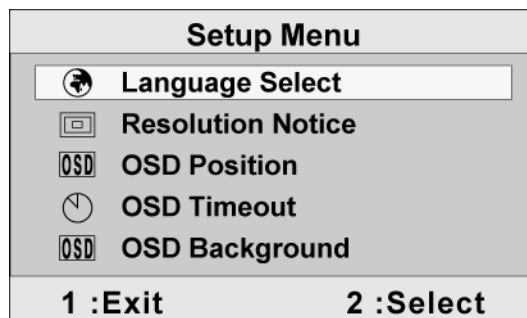 Setup Menu
Language Select
Resolution Notice
OSD OSD Position
OSD Timeout
OSD OSD Background
1 :Exit 2 :Select